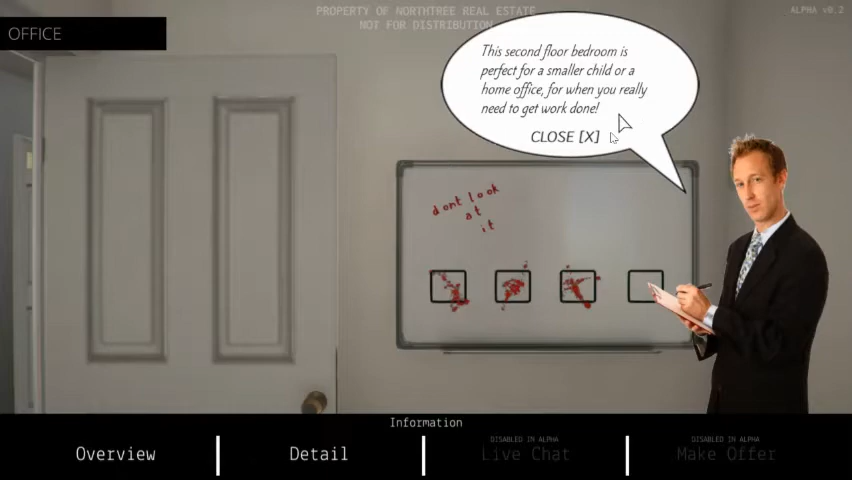 PROPERTY OF NORTHTREE REAL ESTATE
NOT FOR DISTRIBUTION
ALPHA v0.2
OFFICE
This second floor bedroom is
perfect for a smaller child or a
home office, for when you really
need to get work done!
CLOSE [X]
dont look
at
it
Information
Overview
Detail
DISABLED IN ALPHA
Live Chat
DISABLED IN ALPHA
Make Offer